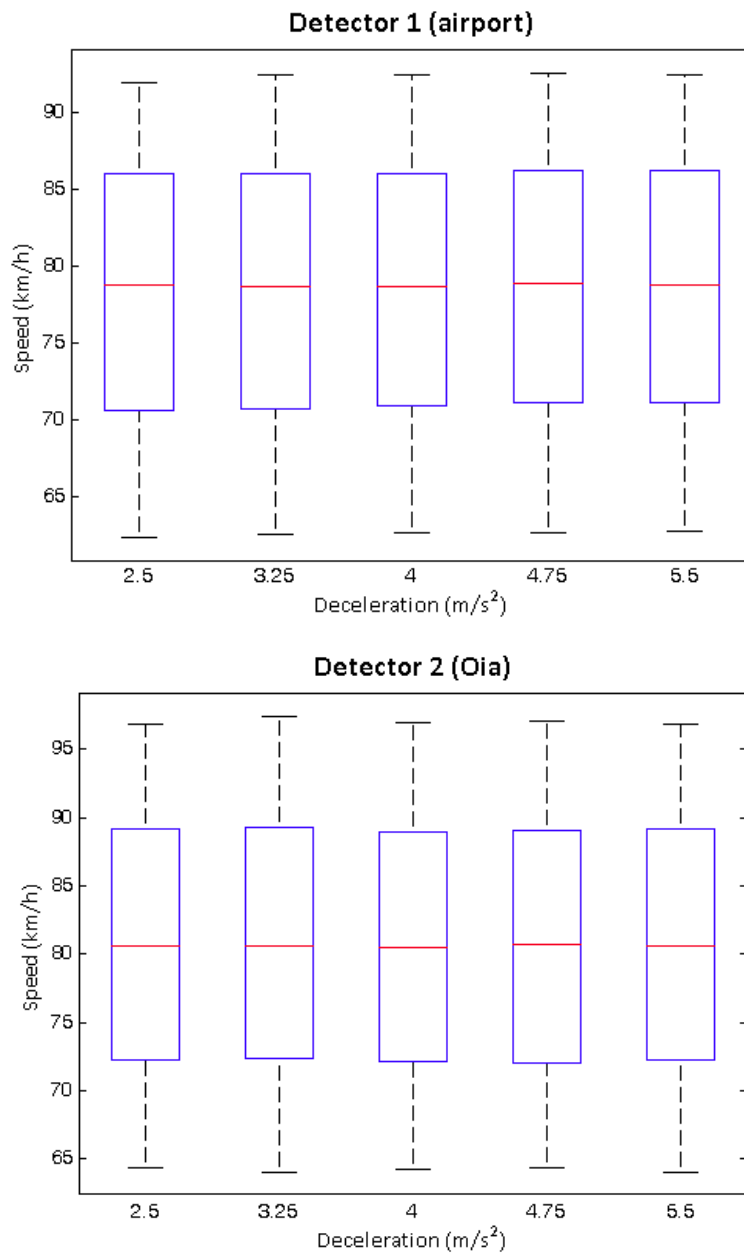 Detector 1 (airport)
90
85
80
75
70
65
Speed (km/h)
2.5 3.25 4 4.75 5.5
Deceleration (m/s²)
Detector 2 (Oia)
95
90
85
80
75
70
65
Speed (km/h)
2.5 3.25 4 4.75 5.5
Deceleration (m/s²)